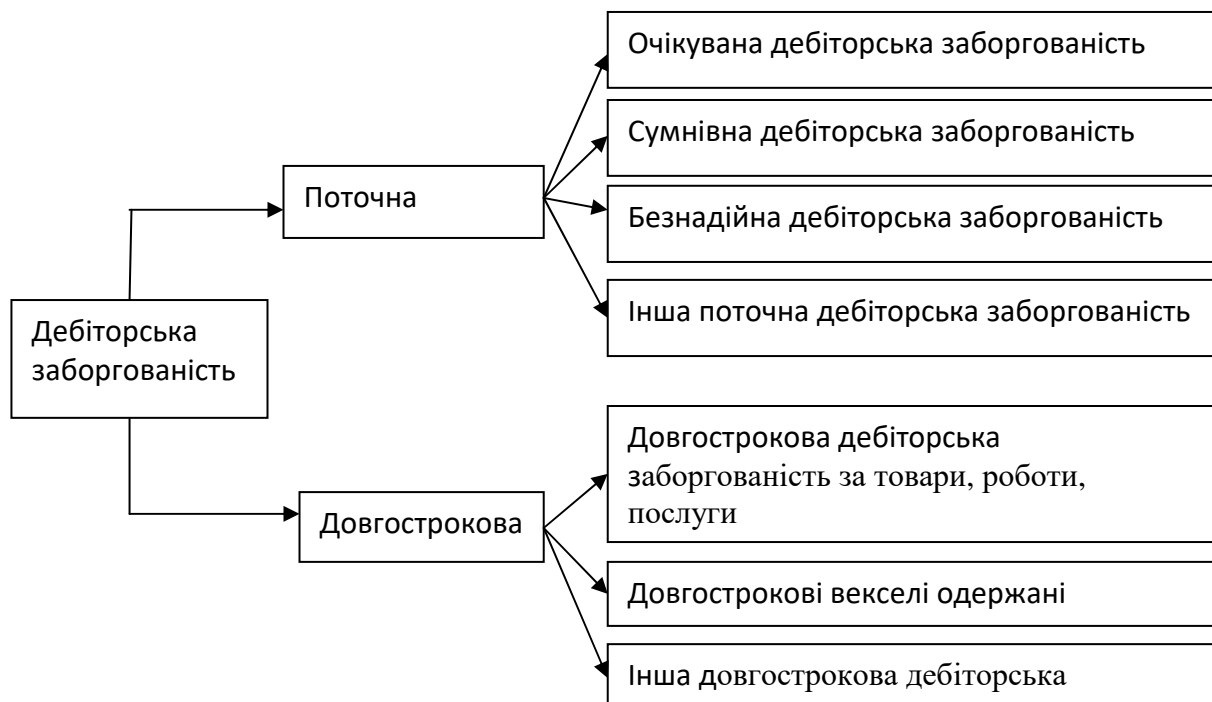 Очікувана дебіторська заборгованість
Сумнівна дебіторська заборгованість
Поточна
Безнадійна дебіторська заборгованість
Інша поточна дебіторська заборгованість
Дебіторська
заборгованість
Довгострокова дебіторська
заборгованість за товари, роботи,
послуги
Довгострокова
Довгострокові векселі одержані
Інша довгострокова дебіторська